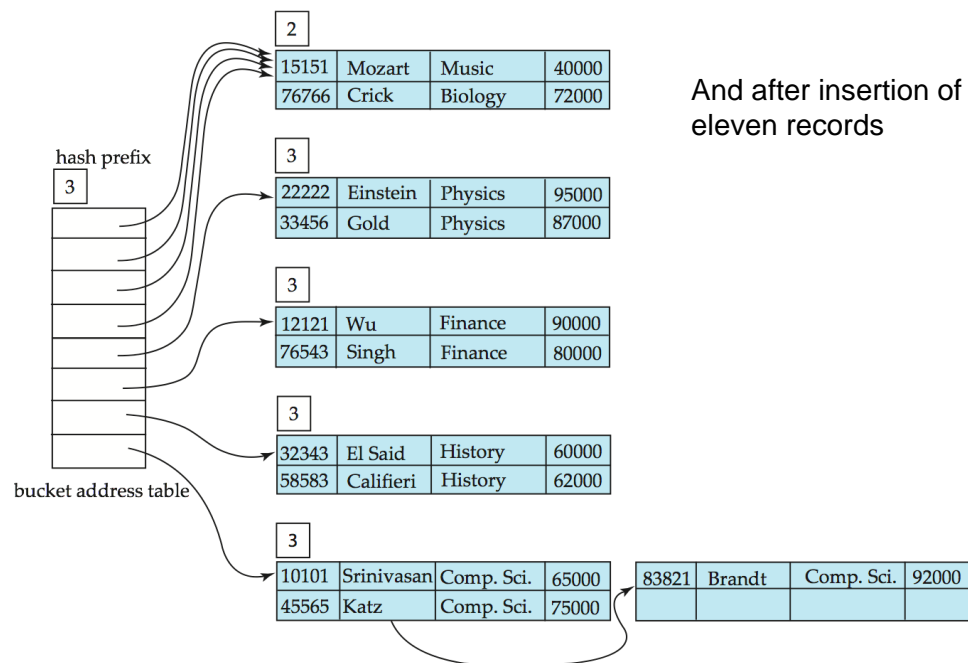 2
15151 Mozart Music 40000
76766 Crick Biology 72000
And after insertion of
eleven records
hash prefix
3
3
22222 Einstein Physics 95000
33456 Gold Physics 87000
3
12121 Wu Finance 90000
76543 Singh Finance 80000
3
32343 El Said History 60000
58583 Califieri History 62000
bucket address table
3
10101 Srinivasan Comp. Sci. 65000
45565 Katz Comp. Sci. 75000
83821 Brandt Comp. Sci. 92000